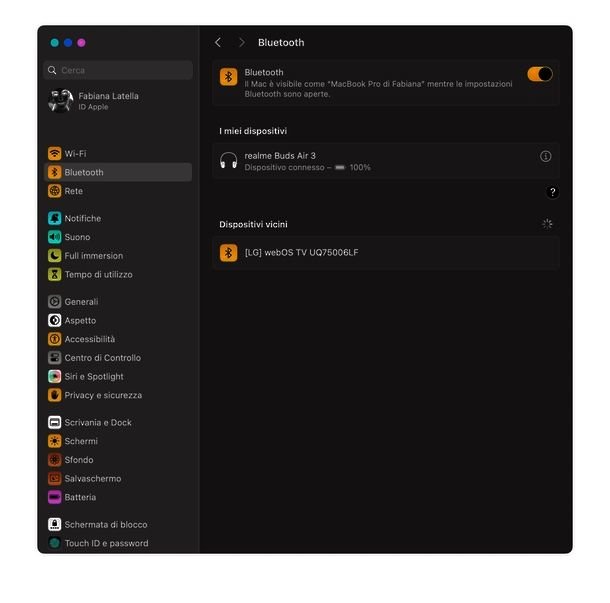 Bluetooth
Cerca
Fabiana Latella
ID Apple
Wi-Fi
Bluetooth
Rete
Notifiche
Suono
Full immersion
Tempo di utilizzo
Generali
Aspetto
Accessibilità
Centro di Controllo
Siri e Spotlight
Privacy e sicurezza
Scrivania e Dock
Schermi
Sfondo
Salvaschermo
Batteria
Schermata di blocco
Touch ID e password
Bluetooth
Il Mac è visibile come "MacBook Pro di Fabiana" mentre le impostazioni
Bluetooth sono aperte.
I miei dispositivi
realme Buds Air 3
Dispositivo connesso – 100%
?
Dispositivi vicini
[LG] webOS TV UQ75006LF